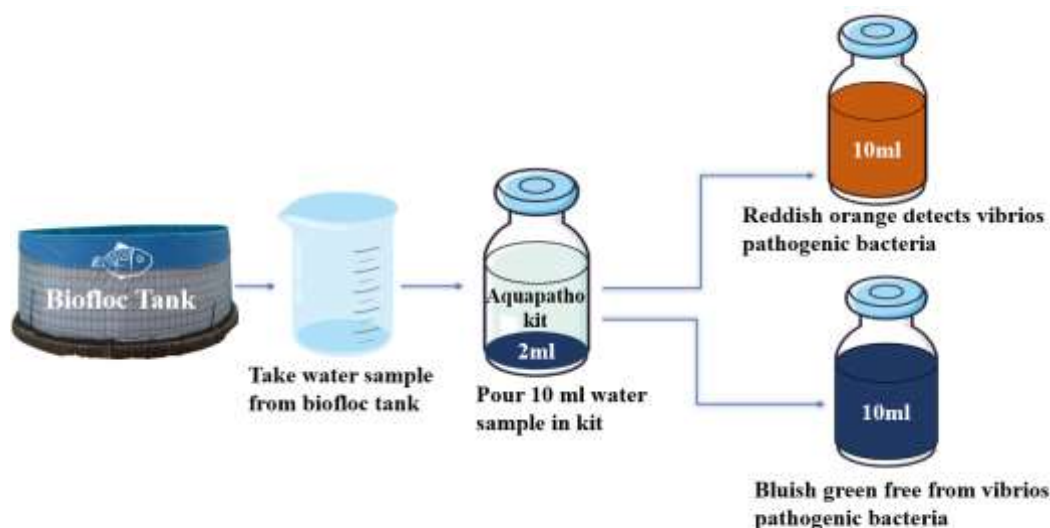 Biofloc Tank
Take water sample
from biofloc tank
Aquapatho
kit
2ml
Pour 10 ml water
sample in kit
10ml
Reddish orange detects vibrios
pathogenic bacteria
10ml
Bluish green free from vibrios
pathogenic bacteria